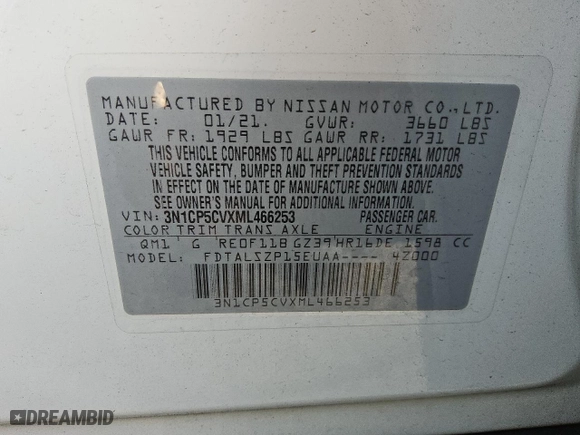 MANUFACTURED BY NISSAN MOTOR CO., LTD.
DATE: 01/21. GVWR: 3660 LBS
GAWR FR: 1929 LBS GAWR RR: 1731 LBS
THIS VEHICLE CONFORMS TO ALL APPLICABLE FEDERAL MOTOR
VEHICLE SAFETY, BUMPER AND THEFT PREVENTION STANDARDS
IN EFFECT ON THE DATE OF MANUFACTURE SHOWN ABOVE.
SEE OWNER'S MANUAL FOR ADDITIONAL INFORMATION
VIN: 3N1CP5CVXML466253 PASSENGER CAR.
COLOR TRIM TRANS AXLE ENGINE
QM1 G RE0F11B GZ39 HR16DE 1598 CC
MODEL: FDTALSZP15EUAA---- 4Z000
3N1CP5CVXML466253
DREAMBID